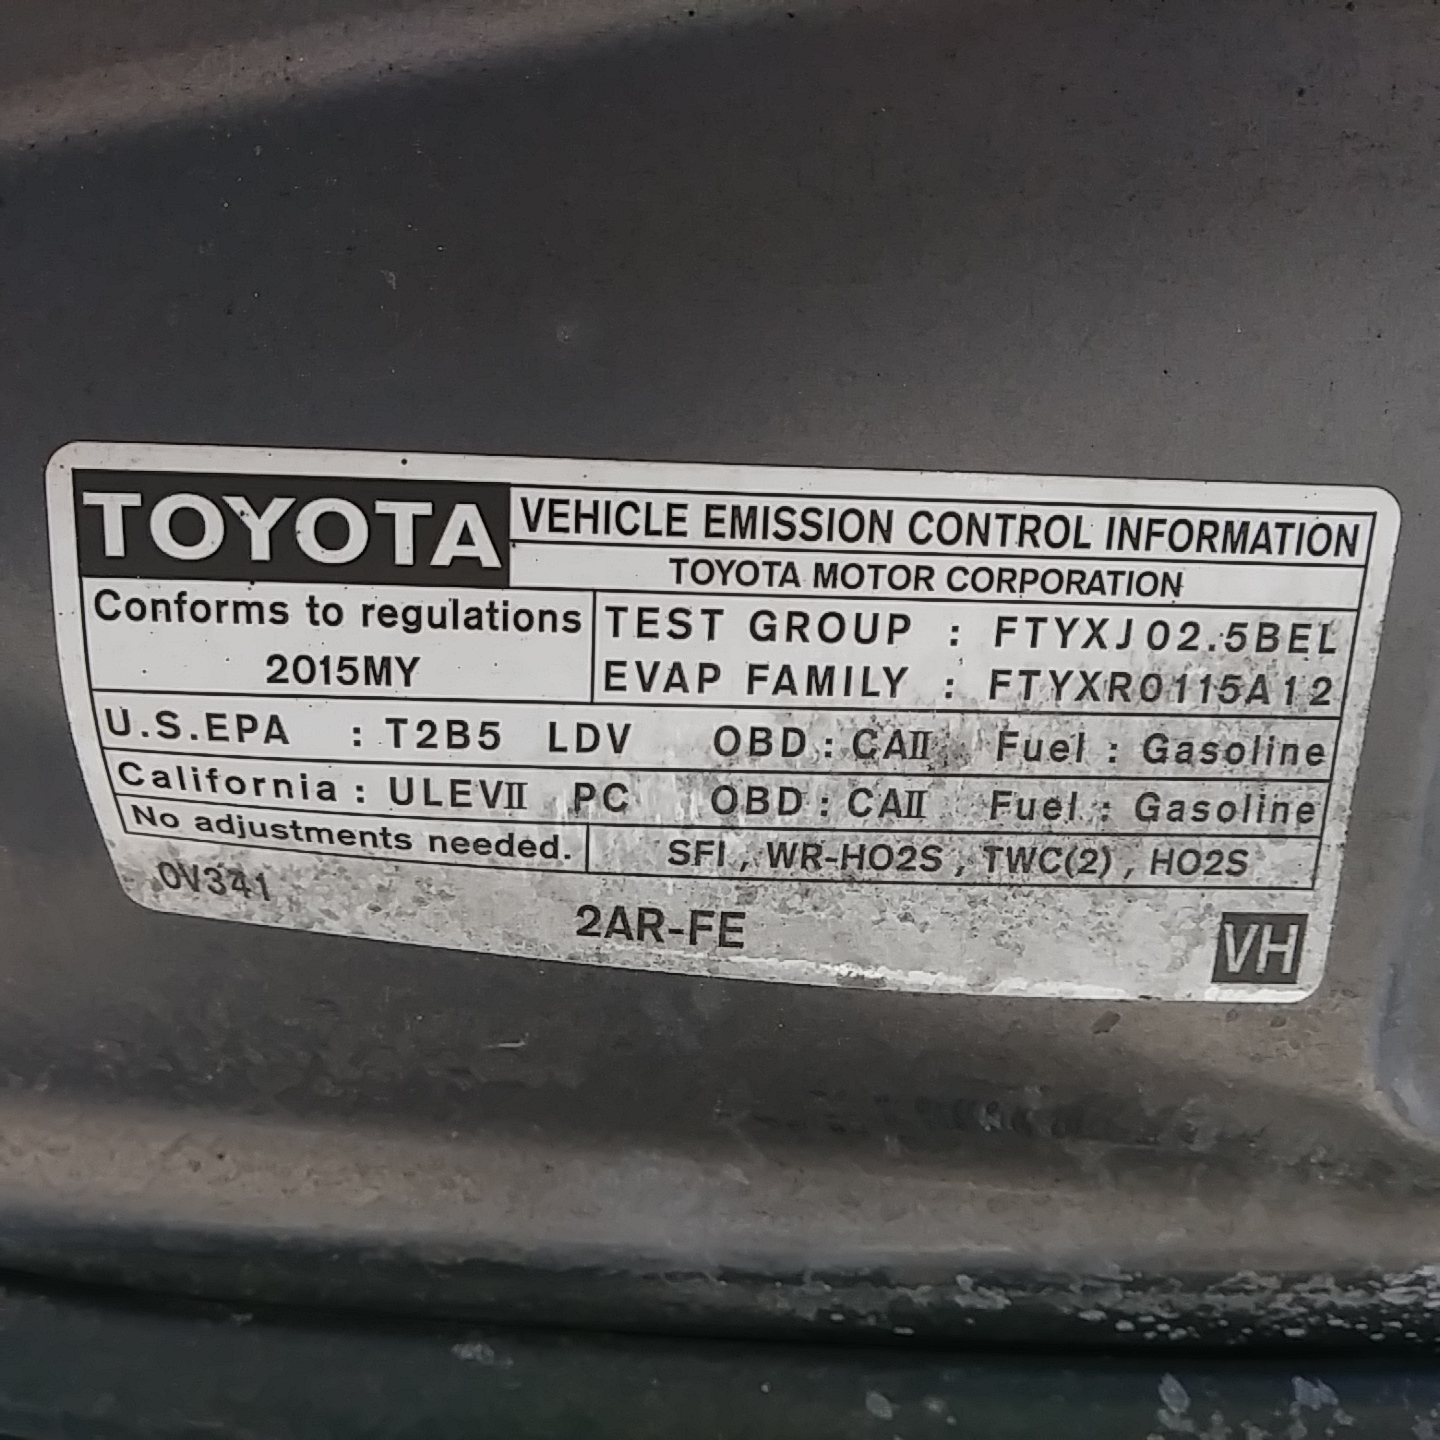 TOYOTA VEHICLE EMISSION CONTROL INFORMATION
TOYOTA MOTOR CORPORATION
Conforms to regulations
2015MY
TEST GROUP : FTYXJ02.5BEL
EVAP FAMILY : FTYXR0115A12
U.S.EPA : T2B5 LDV OBD : CAII Fuel : Gasoline
California : ULEVII PC OBD : CAII Fuel : Gasoline
No adjustments needed. SFI , WR-HO2S , TWC(2) , HO2S
0V341
2AR-FE
VH